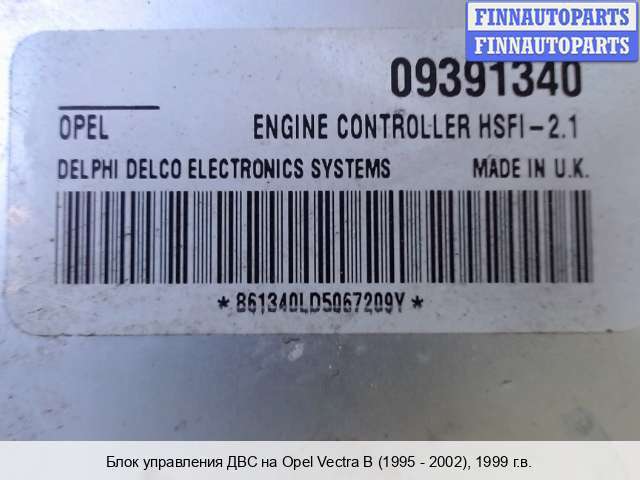 FINNAUTOPARTS
FINNAUTOPARTS
09391340
OPEL ENGINE CONTROLLER HSFI-2.1
DELPHI DELCO ELECTRONICS SYSTEMS MADE IN U.K.
*861340LD5067209Y*
Блок управления ДВС на Opel Vectra B (1995 - 2002), 1999 г.в.